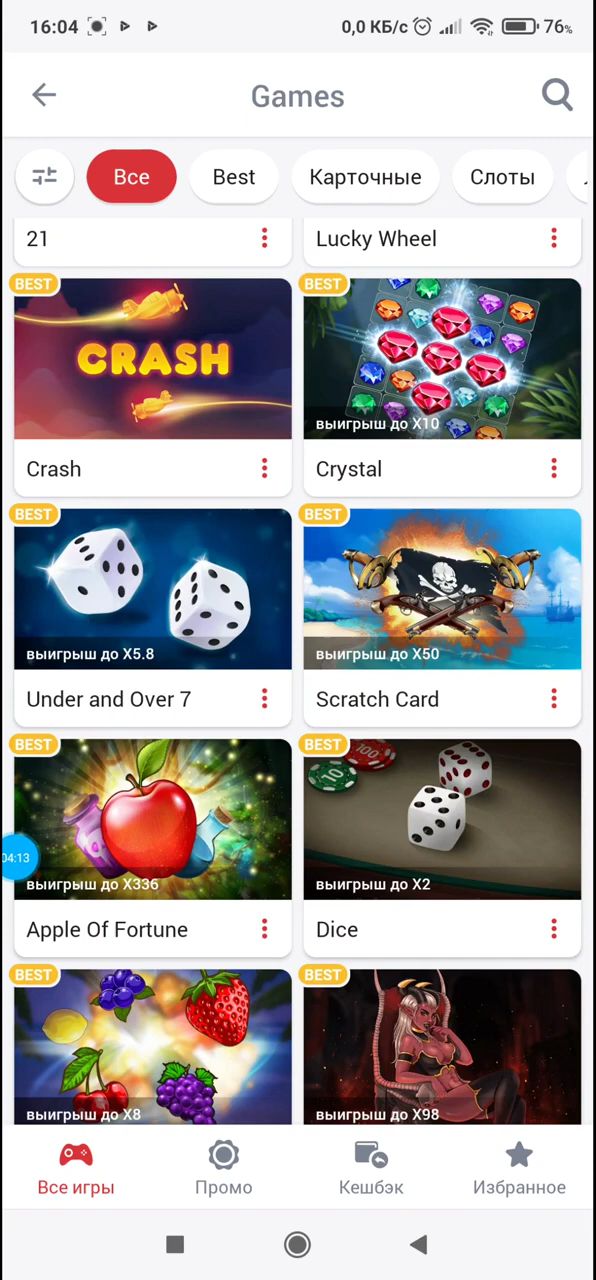 16:04 0,0 КБ/с 76%
Games
Все Best Карточные Слоты
21 Lucky Wheel
BEST BEST
CRASH
выигрыш до X10
Crash Crystal
BEST BEST
выигрыш до X5.8 выигрыш до X50
Under and Over 7 Scratch Card
BEST BEST
10 100
04:13
выигрыш до X336 выигрыш до X2
Apple Of Fortune Dice
BEST BEST
выигрыш до X8 выигрыш до X98
Все игры Промо Кешбэк Избранное